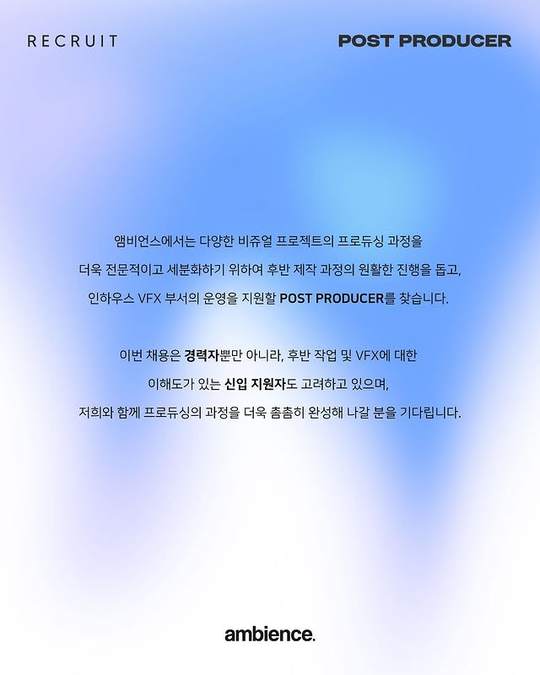 RECRUIT
POST PRODUCER
앰비언스에서는 다양한 비쥬얼 프로젝트의 프로듀싱 과정을
더욱 전문적이고 세분화하기 위하여 후반 제작 과정의 원활한 진행을 돕고,
인하우스 VFX 부서의 운영을 지원할 POST PRODUCER를 찾습니다.
이번 채용은 경력자뿐만 아니라, 후반 작업 및 VFX에 대한
이해도가 있는 신입 지원자도 고려하고 있으며,
저희와 함께 프로듀싱의 과정을 더욱 촘촘히 완성해 나갈 분을 기다립니다.
ambience.